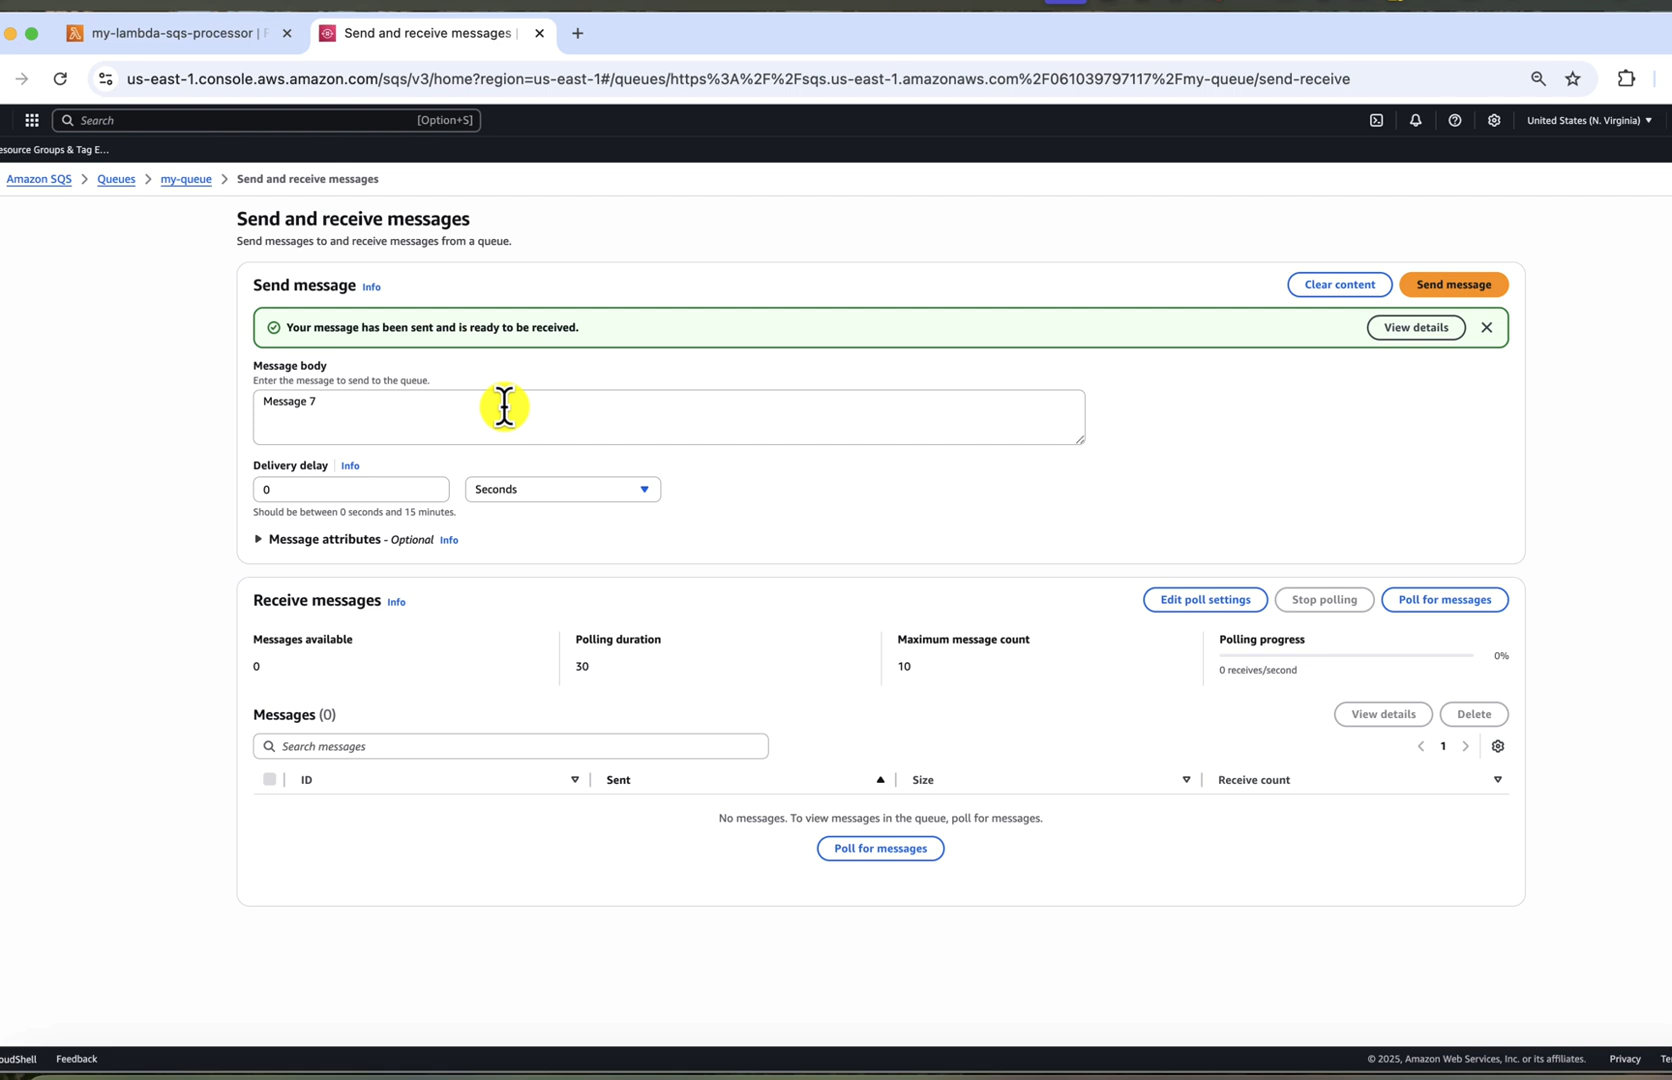 my-lambda-sqs-processor | F
Send and receive messages |
us-east-1.console.aws.amazon.com/sqs/v3/home?region=us-east-1#/queues/https%3A%2F%2Fsqs.us-east-1.amazonaws.com%2F061039797117%2Fmy-queue/send-receive
Search
[Option+S]
United States (N. Virginia)
esource Groups & Tag E...
Amazon SQS
Queues
my-queue
Send and receive messages
Send and receive messages
Send messages to and receive messages from a queue.
Send message Info
Clear content
Send message
Your message has been sent and is ready to be received.
View details
Message body
Enter the message to send to the queue.
Message 7
Delivery delay Info
0
Seconds
Should be between 0 seconds and 15 minutes.
Message attributes - Optional Info
Receive messages Info
Edit poll settings
Stop polling
Poll for messages
Messages available
0
Polling duration
30
Maximum message count
10
Polling progress
0%
0 receives/second
Messages (0)
View details
Delete
Search messages
1
ID
Sent
Size
Receive count
No messages. To view messages in the queue, poll for messages.
Poll for messages
oudShell
Feedback
© 2025, Amazon Web Services, Inc. or its affiliates.
Privacy
Te